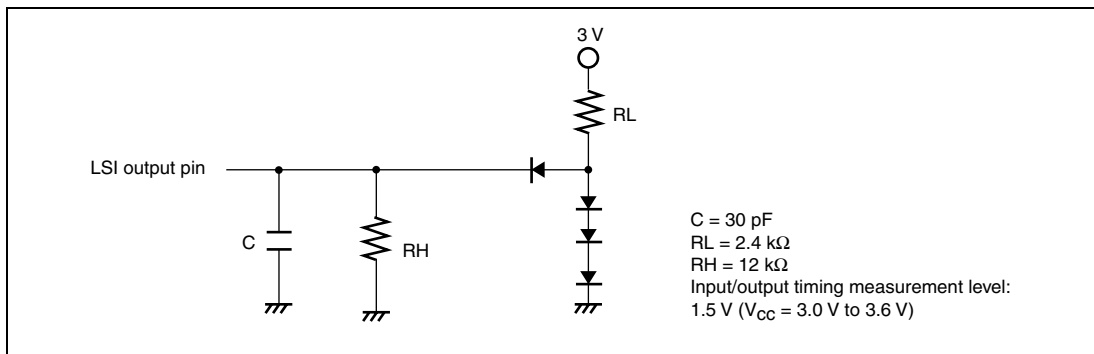 3 V
RL
LSI output pin
C
RH
C = 30 pF
RL = 2.4 kΩ
RH = 12 kΩ
Input/output timing measurement level:
1.5 V (VCC = 3.0 V to 3.6 V)